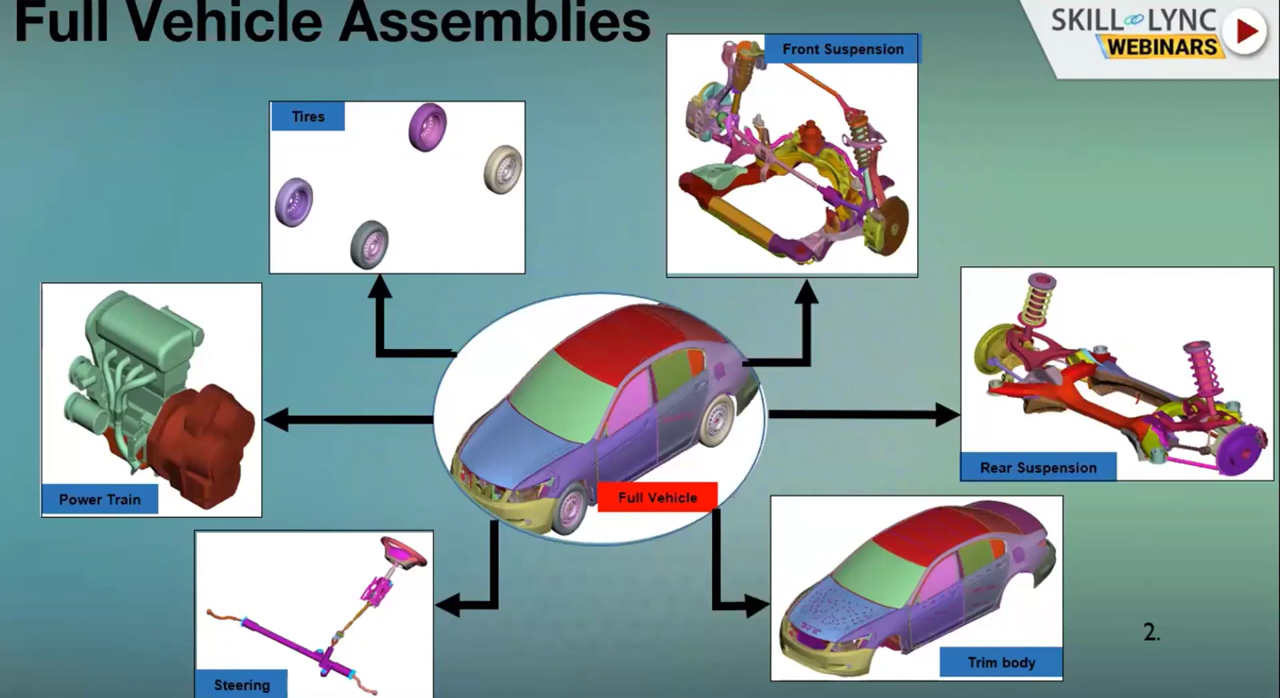 Full Vehicle Assemblies
SKILL LYNC
WEBINARS
Front Suspension
Tires
Rear Suspension
Power Train
Full Vehicle
Trim body
Steering
2.